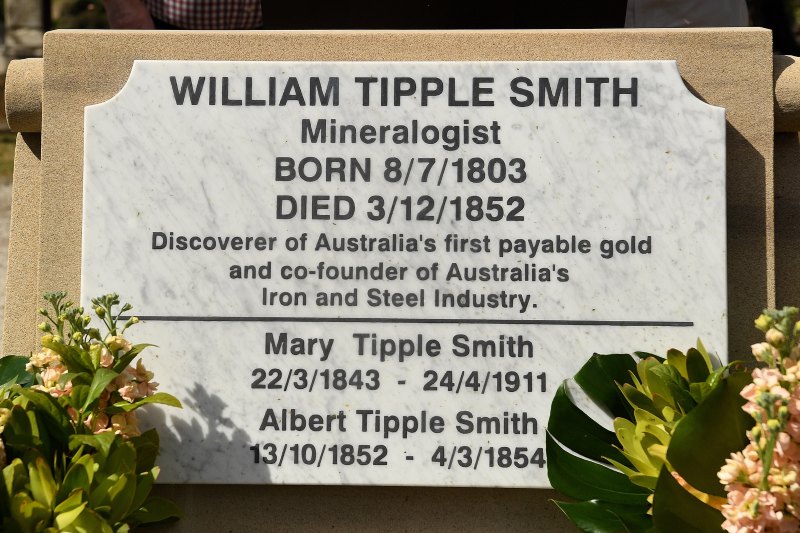 WILLIAM TIPPLE SMITH
Mineralogist
BORN 8/7/1803
DIED 3/12/1852
Discoverer of Australia's first payable gold
and co-founder of Australia's
Iron and Steel Industry.
Mary Tipple Smith
22/3/1843 - 24/4/1911
Albert Tipple Smith
13/10/1852 - 4/3/1854